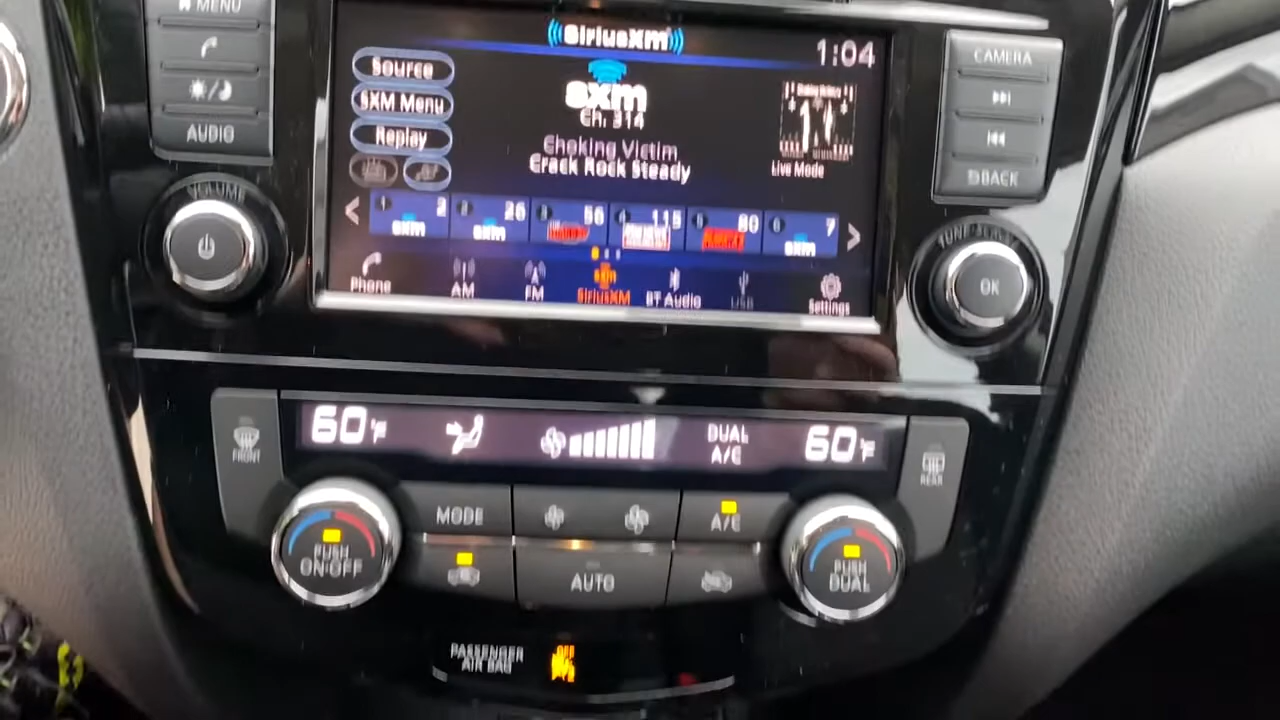 MENU
AUDIO
VOLUME
SiriusXM
1:04
Source
SXM Menu
Replay
sxm
Ch. 314
Choking Victim
Crack Rock Steady
Live Mode
2
sxm
26
sxm
56
115
80
7
sxm
Phone
AM
FM
SiriusXM
BT Audio
USB
Settings
CAMERA
BACK
OK
FRONT
60°F
DUAL
A/C
60°F
REAR
PUSH
ON·OFF
MODE
A/C
AUTO
PUSH
DUAL
PASSENGER
AIR BAG
OFF